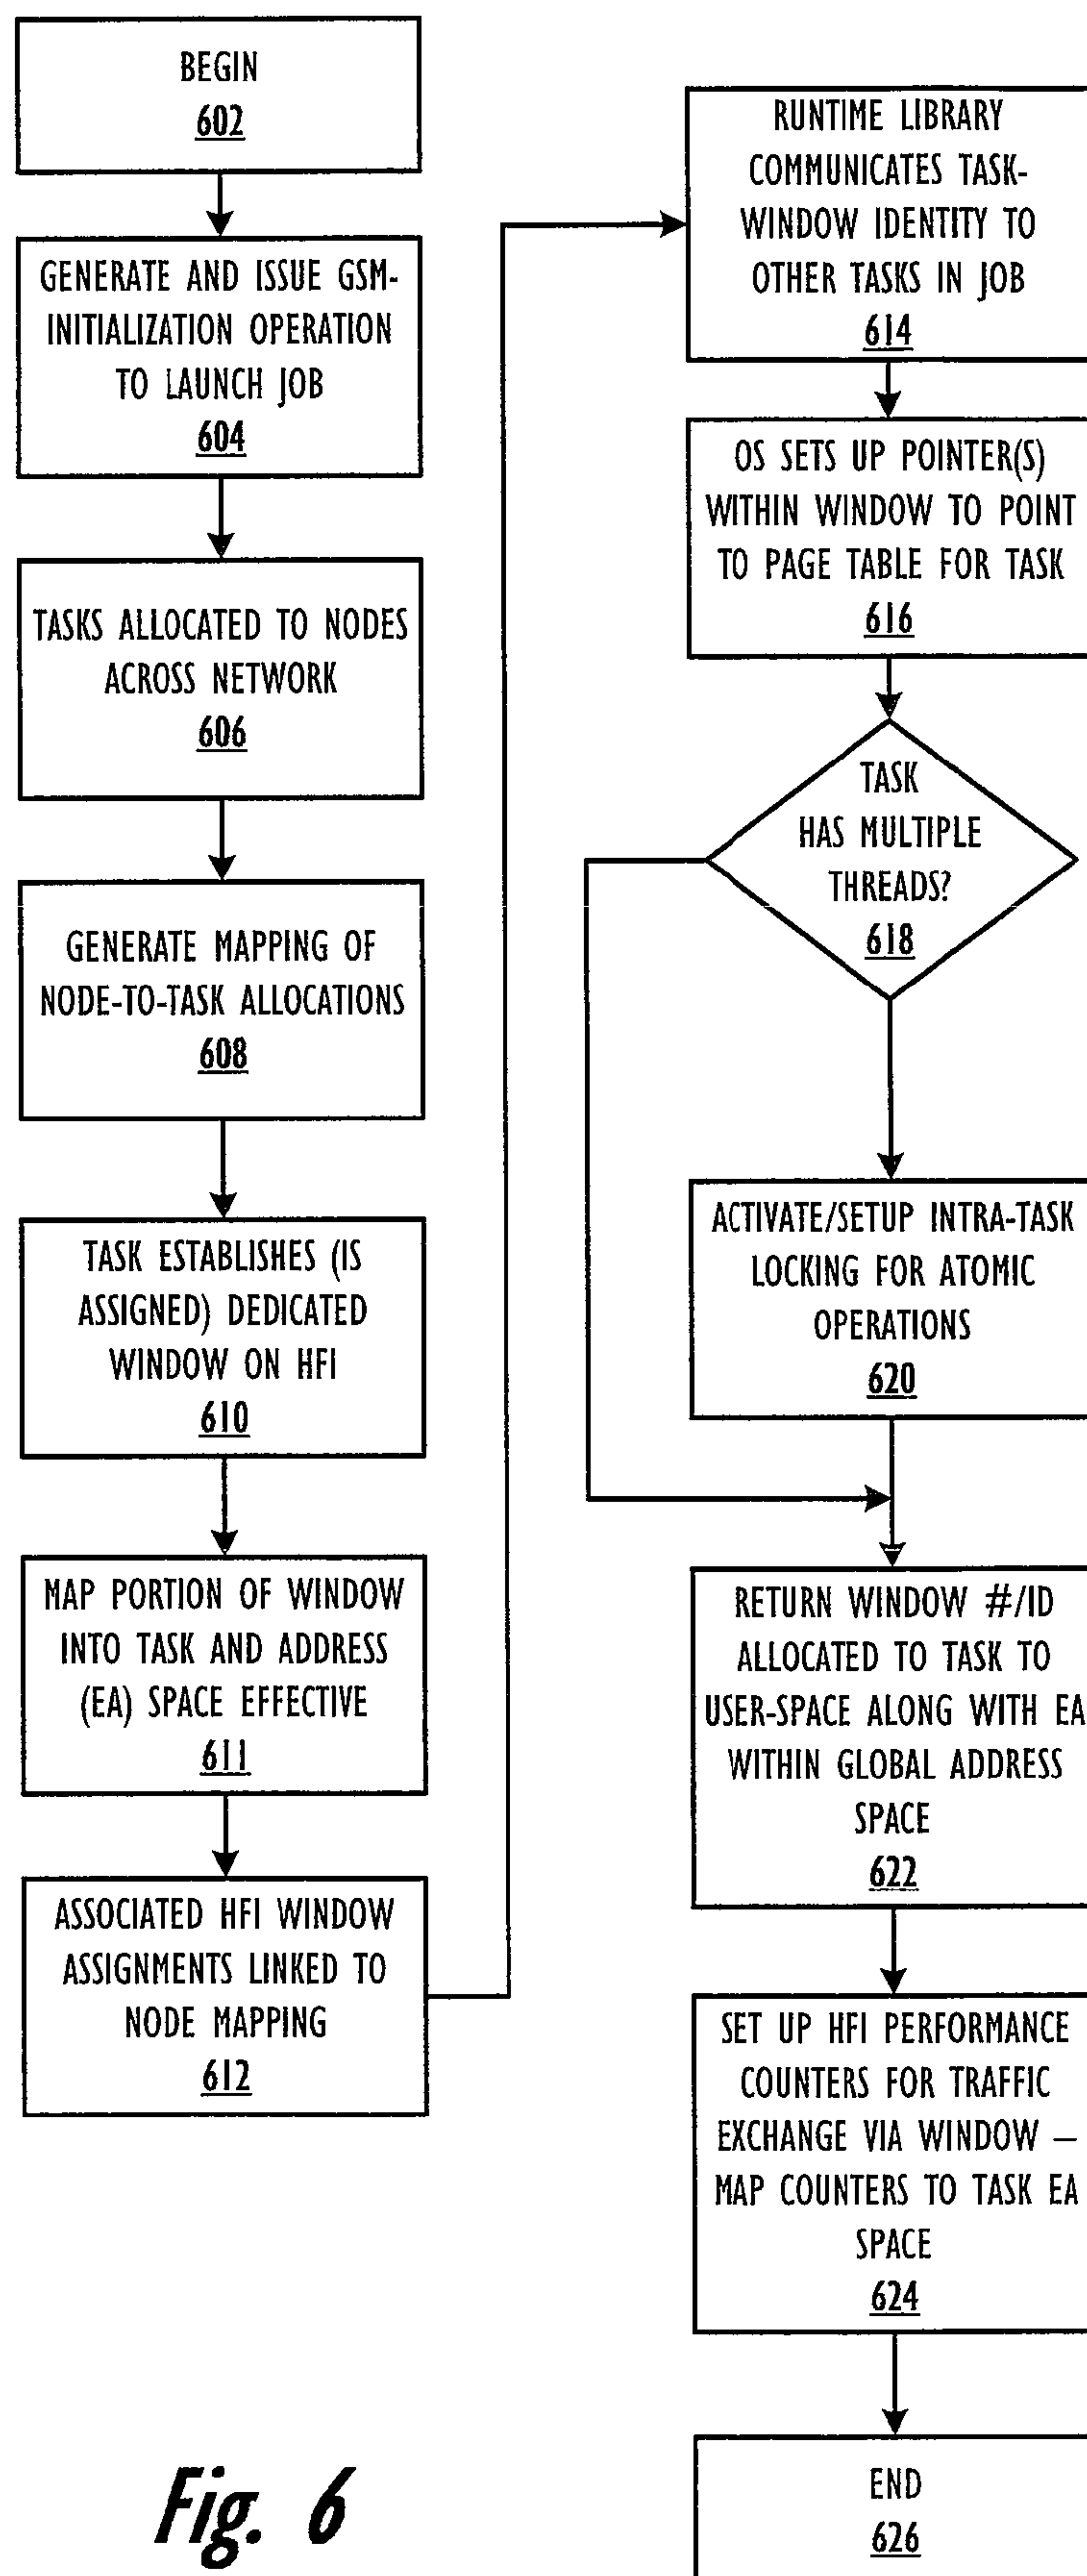 BEGIN
602
GENERATE AND ISSUE GSM-
INITIALIZATION OPERATION
TO LAUNCH JOB
604
TASKS ALLOCATED TO NODES
ACROSS NETWORK
606
GENERATE MAPPING OF
NODE-TO-TASK ALLOCATIONS
608
TASK ESTABLISHES (IS
ASSIGNED) DEDICATED
WINDOW ON HFI
610
MAP PORTION OF WINDOW
INTO TASK AND ADDRESS
(EA) SPACE EFFECTIVE
611
ASSOCIATED HFI WINDOW
ASSIGNMENTS LINKED TO
NODE MAPPING
612
RUNTIME LIBRARY
COMMUNICATES TASK-
WINDOW IDENTITY TO
OTHER TASKS IN JOB
614
OS SETS UP POINTER(S)
WITHIN WINDOW TO POINT
TO PAGE TABLE FOR TASK
616
TASK
HAS MULTIPLE
THREADS?
618
ACTIVATE/SETUP INTRA-TASK
LOCKING FOR ATOMIC
OPERATIONS
620
RETURN WINDOW #/ID
ALLOCATED TO TASK TO
USER-SPACE ALONG WITH EA
WITHIN GLOBAL ADDRESS
SPACE
622
SET UP HFI PERFORMANCE
COUNTERS FOR TRAFFIC
EXCHANGE VIA WINDOW –
MAP COUNTERS TO TASK EA
SPACE
624
END
626
Fig. 6